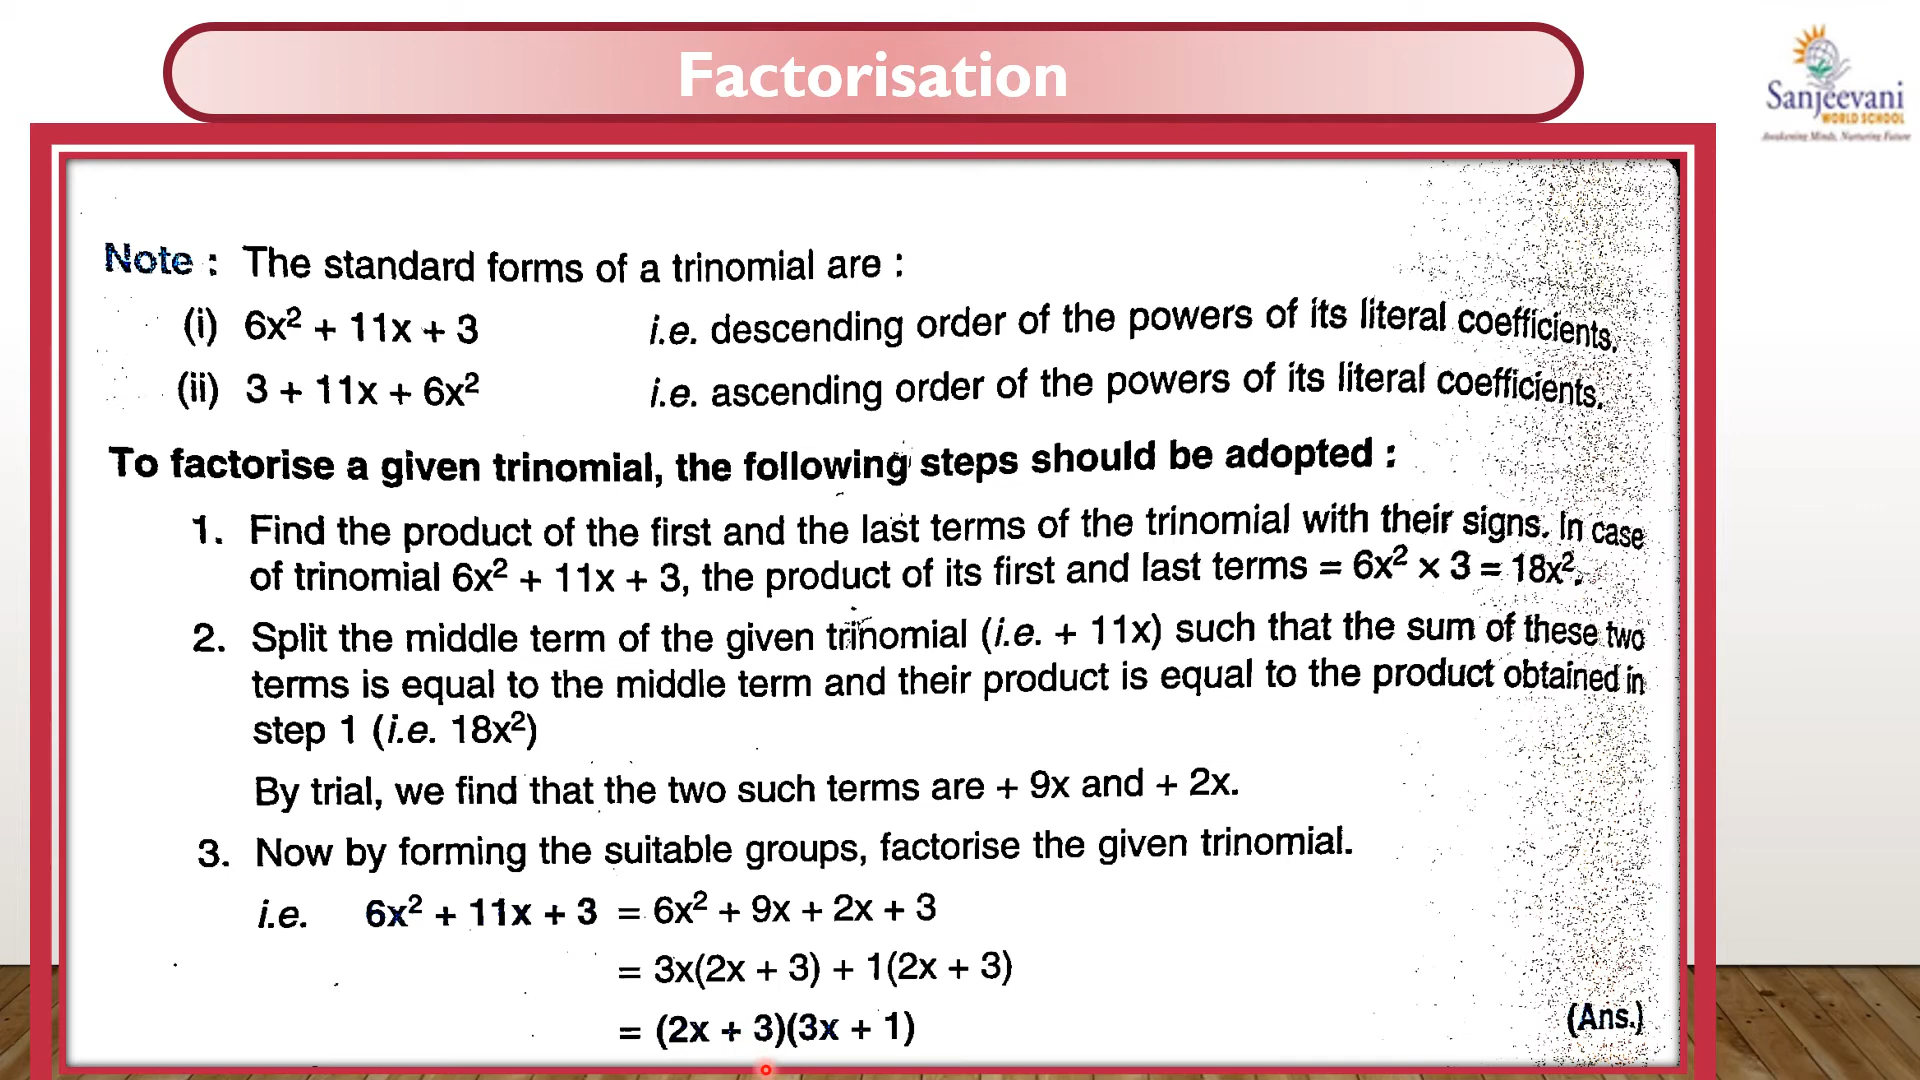 Factorisation
Sanjeevani
WORLD SCHOOL
Awakening Minds, Nurturing Future
Note : The standard forms of a trinomial are :
(i) 6x² + 11x + 3 i.e. descending order of the powers of its literal coefficients.
(ii) 3 + 11x + 6x² i.e. ascending order of the powers of its literal coefficients.
To factorise a given trinomial, the following steps should be adopted :
1. Find the product of the first and the last terms of the trinomial with their signs. In case
of trinomial 6x² + 11x + 3, the product of its first and last terms = 6x² × 3 = 18x².
2. Split the middle term of the given trinomial (i.e. + 11x) such that the sum of these two
terms is equal to the middle term and their product is equal to the product obtained in
step 1 (i.e. 18x²)
By trial, we find that the two such terms are + 9x and + 2x.
3. Now by forming the suitable groups, factorise the given trinomial.
i.e. 6x² + 11x + 3 = 6x² + 9x + 2x + 3
= 3x(2x + 3) + 1(2x + 3)
= (2x + 3)(3x + 1) (Ans.)